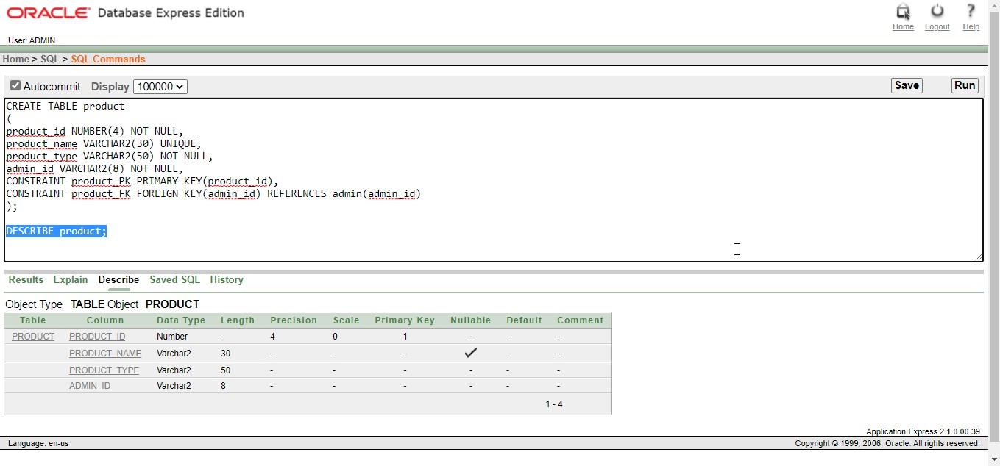 ORACLE® Database Express Edition
Home Logout Help
User: ADMIN
Home > SQL > SQL Commands
Autocommit Display 100000 Save Run
CREATE TABLE product
(
product_id NUMBER(4) NOT NULL,
product_name VARCHAR2(30) UNIQUE,
product_type VARCHAR2(50) NOT NULL,
admin_id VARCHAR2(8) NOT NULL,
CONSTRAINT product_PK PRIMARY KEY(product_id),
CONSTRAINT product_FK FOREIGN KEY(admin_id) REFERENCES admin(admin_id)
);
DESCRIBE product;
Results Explain Describe Saved SQL History
Object Type TABLE Object PRODUCT
Table Column Data Type Length Precision Scale Primary Key Nullable Default Comment
PRODUCT PRODUCT_ID Number - 4 0 1 - - -
PRODUCT_NAME Varchar2 30 - - - ✓ - -
PRODUCT_TYPE Varchar2 50 - - - - - -
ADMIN_ID Varchar2 8 - - - - - -
1 - 4
Application Express 2.1.0.00.39
Language: en-us Copyright © 1999, 2006, Oracle. All rights reserved.